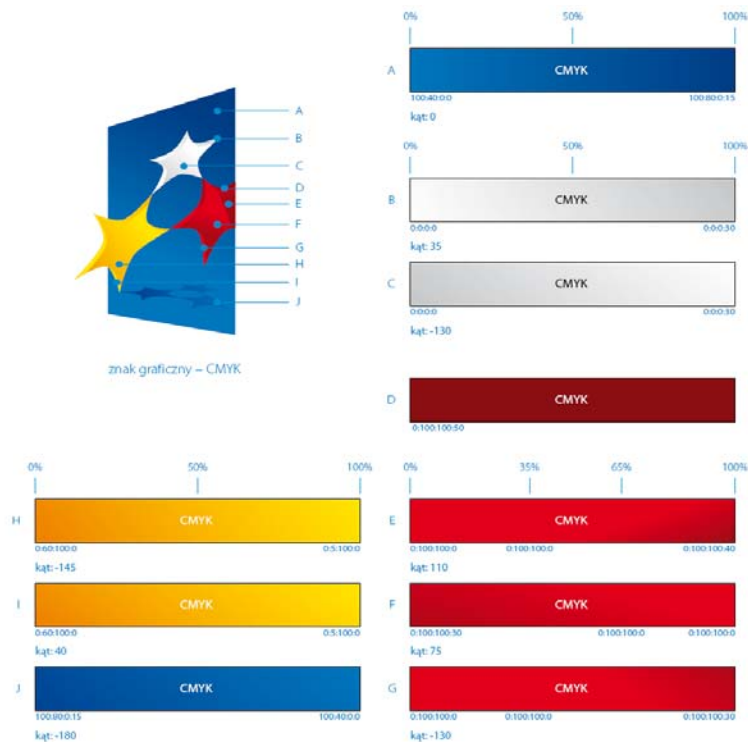 0% 50% 100%
A CMYK
100:40:0:0 100:80:0:15
kąt: 0
A
B
C
D
E
F
G
H
I
J
znak graficzny – CMYK
0% 50% 100%
B CMYK
0:0:0:0 0:0:0:30
kąt: 35
C CMYK
0:0:0:0 0:0:0:30
kąt: -130
D CMYK
0:100:100:50
0% 50% 100%
H CMYK
0:60:100:0 0:5:100:0
kąt: -145
I CMYK
0:60:100:0 0:5:100:0
kąt: 40
J CMYK
100:80:0:15 100:40:0:0
kąt: -180
0% 35% 65% 100%
E CMYK
0:100:100:0 0:100:100:0 0:100:100:40
kąt: 110
F CMYK
0:100:100:30 0:100:100:0 0:100:100:0
kąt: 75
G CMYK
0:100:100:0 0:100:100:0 0:100:100:30
kąt: -130